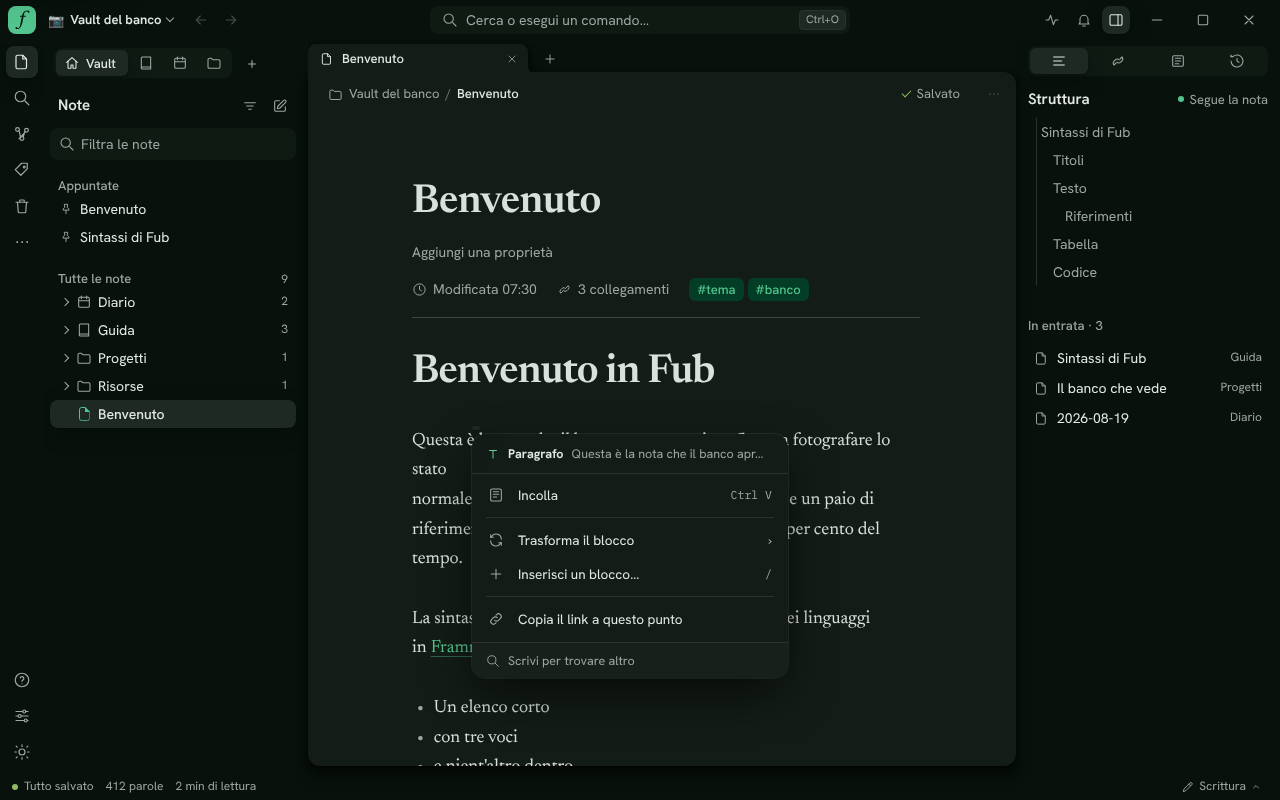 f
Vault del banco
Cerca o esegui un comando...
Ctrl+O
Vault
Note
Filtra le note
Appuntate
Benvenuto
Sintassi di Fub
Tutte le note 9
Diario 2
Guida 3
Progetti 1
Risorse 1
Benvenuto
Tutto salvato 412 parole 2 min di lettura
Benvenuto
Vault del banco / Benvenuto
Salvato
Benvenuto
Aggiungi una proprietà
Modificata 07:30 3 collegamenti #tema #banco
Benvenuto in Fub
Questa è fotografare lo
stato
normale e un paio di
per cento del
tempo.
La ei linguaggi
in
Paragrafo Questa è la nota che il banco apr...
Incolla Ctrl V
Trasforma il blocco ›
Inserisci un blocco... /
Copia il link a questo punto
Scrivi per trovare altro
Un elenco corto
con tre voci
e nient'altro dentro
Struttura Segue la nota
Sintassi di Fub
Titoli
Testo
Riferimenti
Tabella
Codice
In entrata · 3
Sintassi di Fub Guida
Il banco che vede Progetti
2026-08-19 Diario
Scrittura